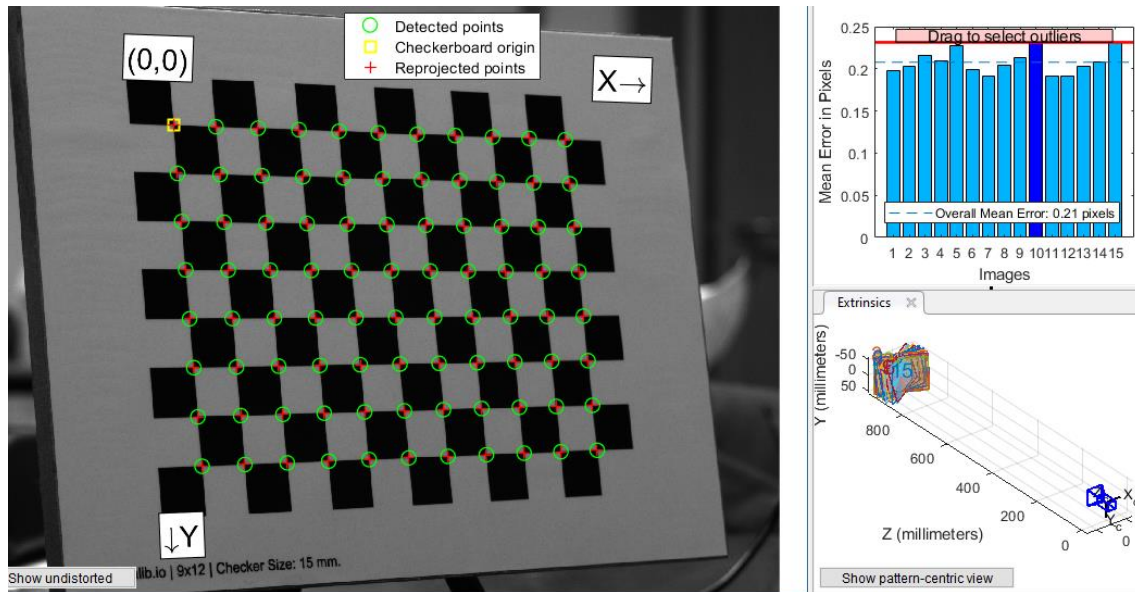 Detected points
Checkerboard origin
Reprojected points
(0,0)
X→
↓Y
lib.io | 9x12 | Checker Size: 15 mm.
Show undistorted
0.25
0.2
0.15
0.1
0.05
0
Mean Error in Pixels
Drag to select outliers
Overall Mean Error: 0.21 pixels
1 2 3 4 5 6 7 8 9 10 11 12 13 14 15
Images
Extrinsics
Y (millimeters)
-50
0
50
15
800
600
400
200
0
Z (millimeters)
X
Yc
0
Show pattern-centric view